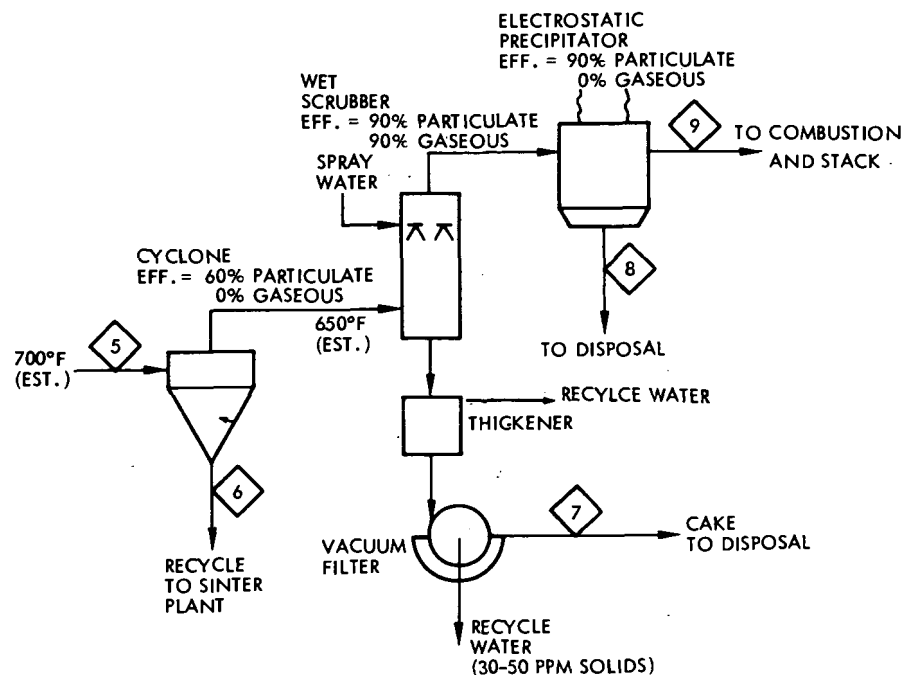 ELECTROSTATIC
PRECIPITATOR
EFF. = 90% PARTICULATE
0% GASEOUS
WET
SCRUBBER
EFF. = 90% PARTICULATE
90% GASEOUS
9
TO COMBUSTION
AND STACK
SPRAY
WATER
CYCLONE
EFF. = 60% PARTICULATE
0% GASEOUS
8
650°F
(EST.)
5
700°F
(EST.)
TO DISPOSAL
RECYLCE WATER
THIGKENER
6
7
CAKE
TO DISPOSAL
VACUUM
FILTER
RECYCLE
TO SINTER
PLANT
RECYCLE
WATER
(30-50 PPM SOLIDS)